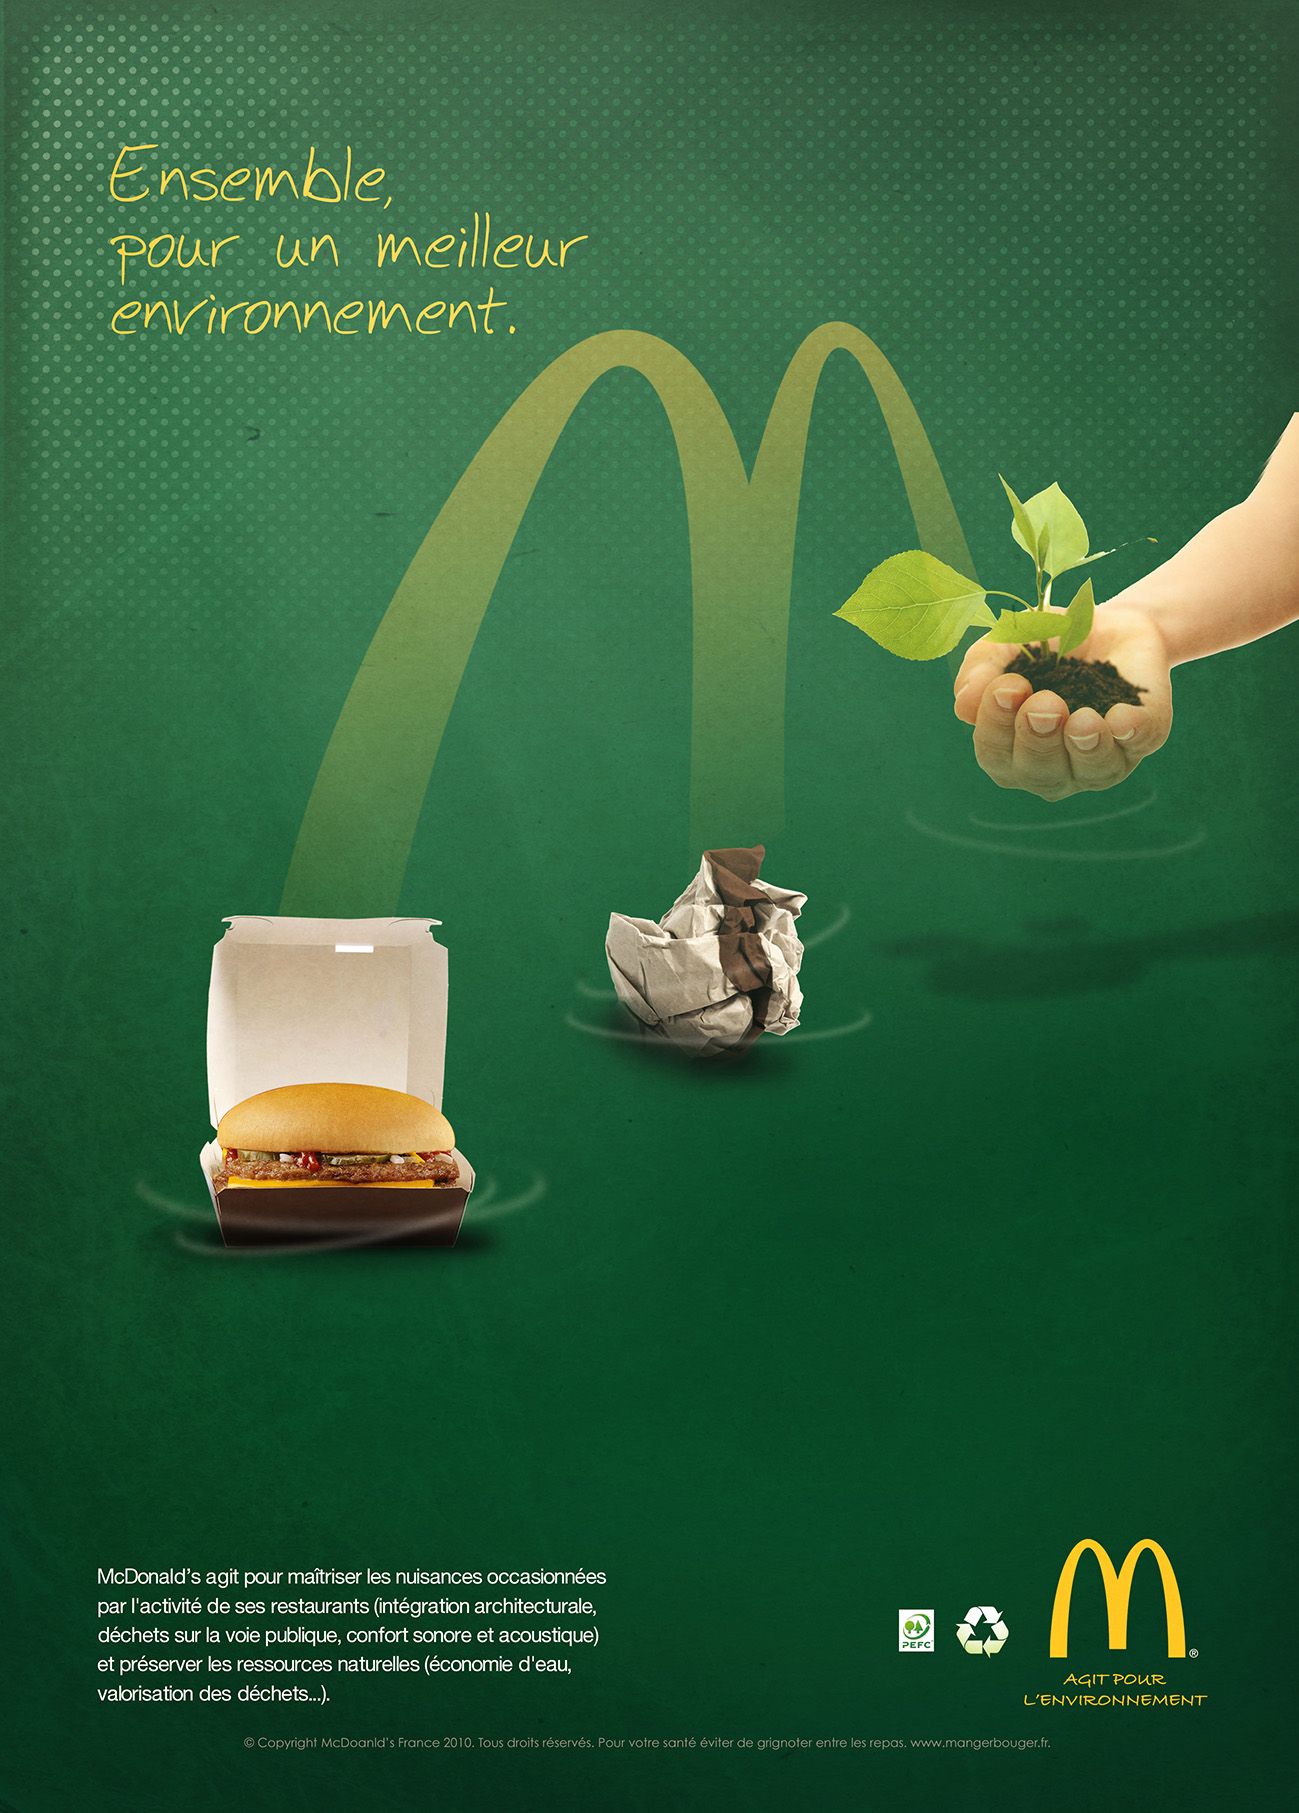 Ensemble,
pour un meilleur
environnement.
McDonald's agit pour maîtriser les nuisances occasionnées
par l'activité de ses restaurants (intégration architecturale,
déchets sur la voie publique, confort sonore et acoustique)
et préserver les ressources naturelles (économie d'eau,
valorisation des déchets...).
PEFC
®
AGIT POUR
L'ENVIRONNEMENT
© Copyright McDoanld's France 2010. Tous droits réservés. Pour votre santé éviter de grignoter entre les repas. www.mangerbouger.fr.